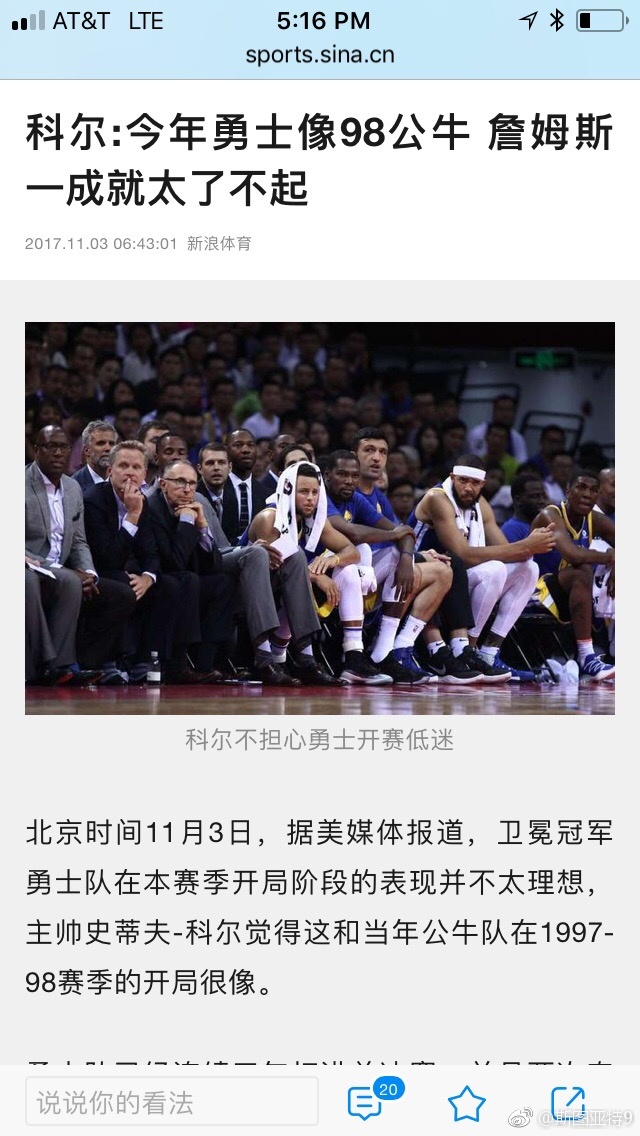 AT&T LTE 5:16 PM
sports.sina.cn
科尔:今年勇士像98公牛 詹姆斯
一成就太了不起
2017.11.03 06:43:01 新浪体育
科尔不担心勇士开赛低迷
北京时间11月3日，据美媒体报道，卫冕冠军
勇士队在本赛季开局阶段的表现并不太理想，
主帅史蒂夫-科尔觉得这和当年公牛队在1997-
98赛季的开局很像。
说说你的看法
20
@斯图亚特9